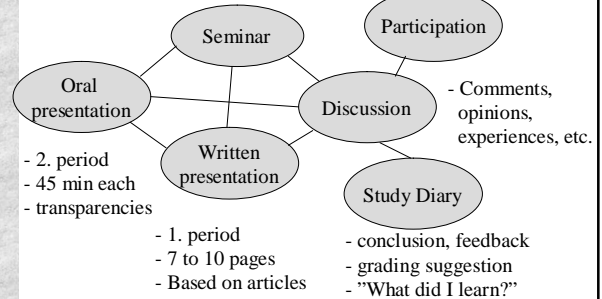 Seminar
Participation
Oral
presentation
Discussion
- Comments,
opinions,
experiences, etc.
Written
presentation
- 2. period
- 45 min each
- transparencies
Study Diary
- 1. period
- 7 to 10 pages
- Based on articles
- conclusion, feedback
- grading suggestion
- ”What did I learn?”